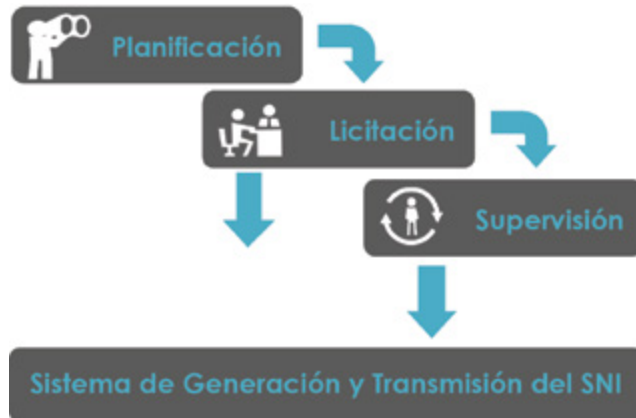 Planificación
Licitación
Supervisión
Sistema de Generación y Transmisión del SNI